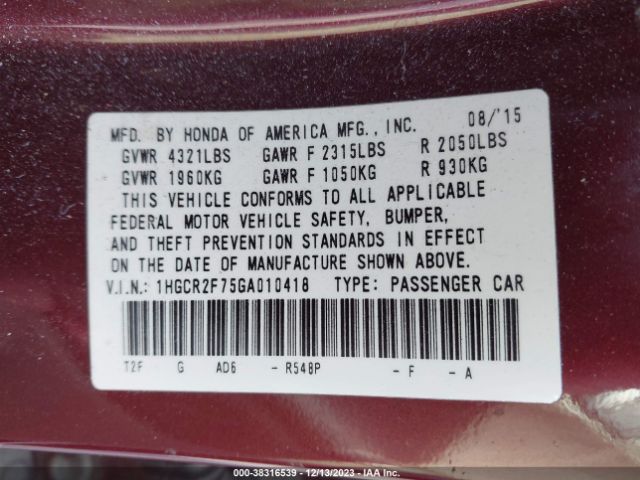 MFD. BY HONDA OF AMERICA MFG., INC. 08/'15
GVWR 4321LBS GAWR F 2315LBS R 2050LBS
GVWR 1960KG GAWR F 1050KG R 930KG
THIS VEHICLE CONFORMS TO ALL APPLICABLE
FEDERAL MOTOR VEHICLE SAFETY, BUMPER,
AND THEFT PREVENTION STANDARDS IN EFFECT
ON THE DATE OF MANUFACTURE SHOWN ABOVE.
V.I.N.: 1HGCR2F75GA010418 TYPE: PASSENGER CAR
T2F G AD6 - R548P - F - A
000-38316539 - 12/13/2023 - IAA Inc.